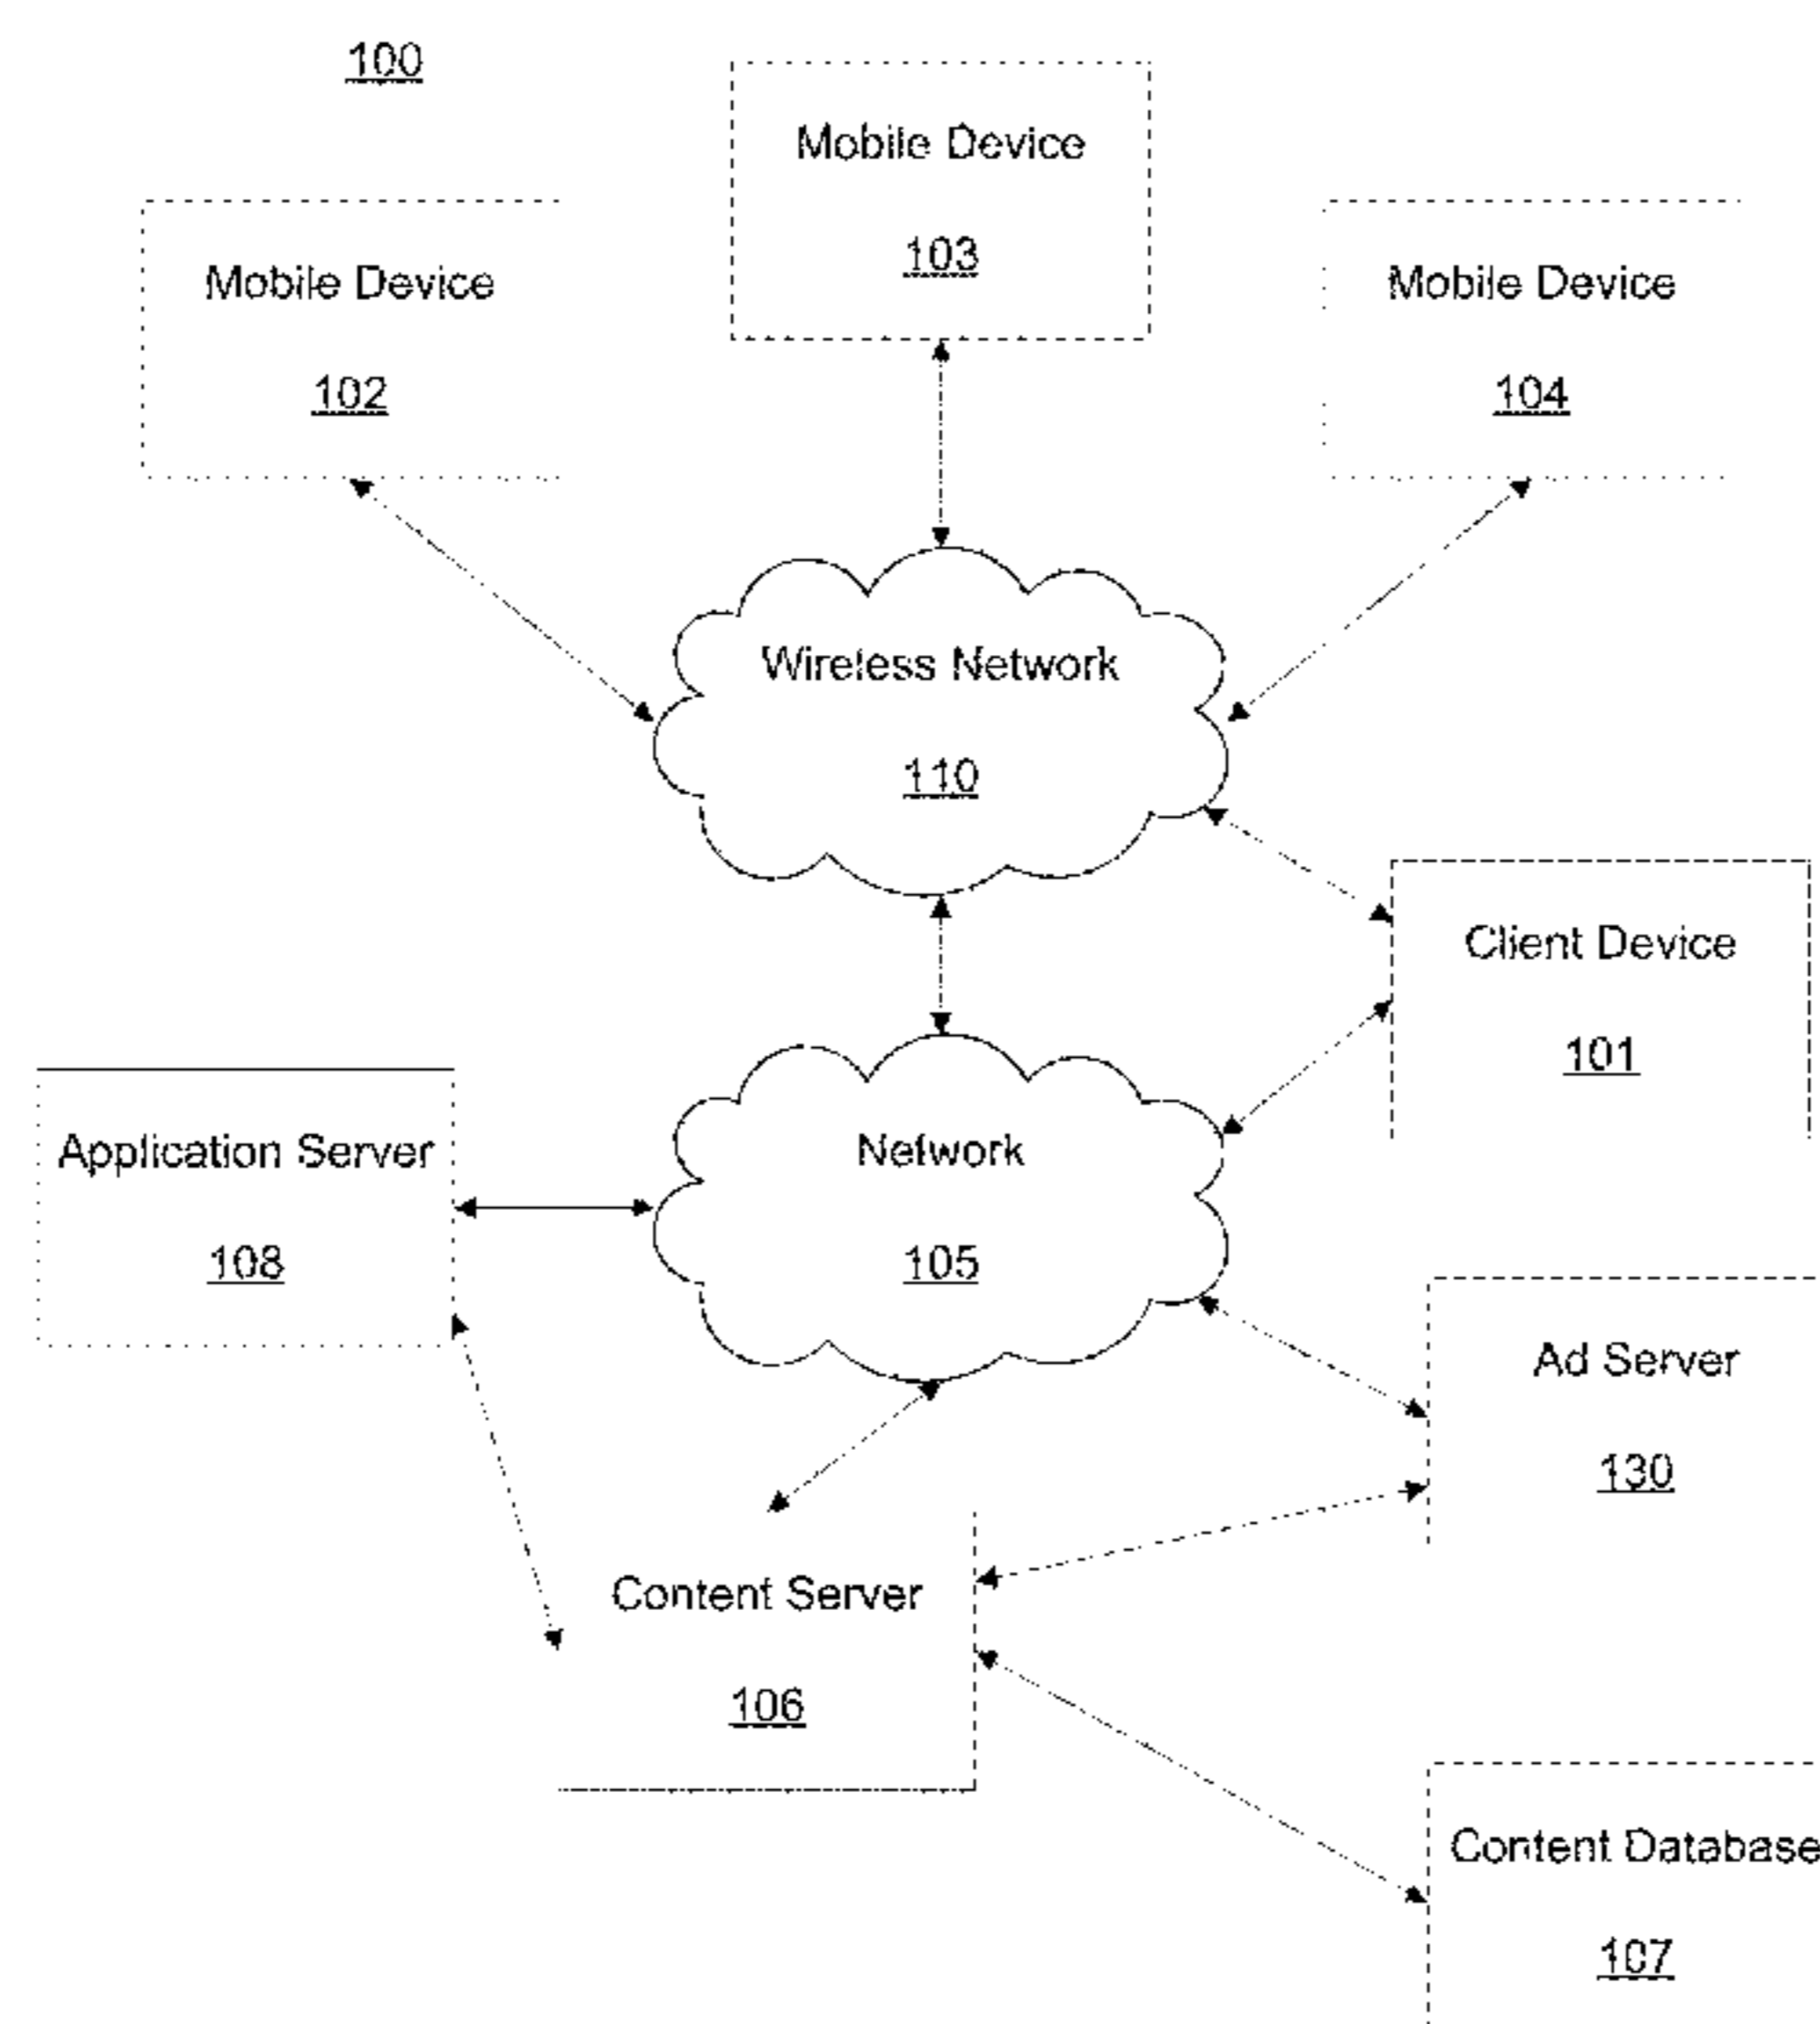 100
Mobile Device
103
Mobile Device
102
Mobile Device
104
Wireless Network
110
Client Device
101
Application Server
108
Network
105
Ad Server
130
Content Server
106
Content Database
107